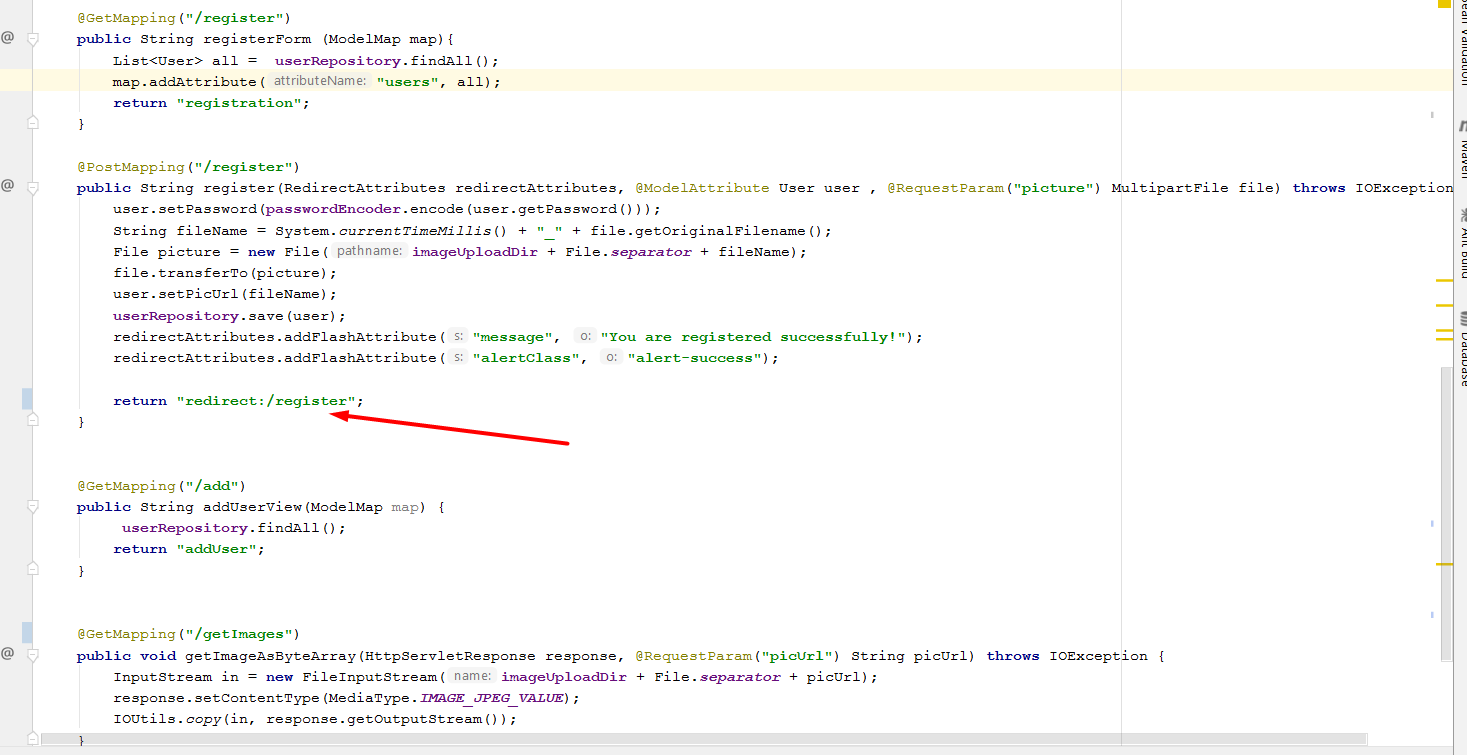 @GetMapping("/register")
public String registerForm (ModelMap map){
List<User> all =  userRepository.findAll();
map.addAttribute( attributeName: "users", all);
return "registration";
}
@PostMapping("/register")
public String register(RedirectAttributes redirectAttributes, @ModelAttribute User user , @RequestParam("picture") MultipartFile file) throws IOException
user.setPassword(passwordEncoder.encode(user.getPassword()));
String fileName = System.currentTimeMillis() + "_" + file.getOriginalFilename();
File picture = new File( pathname: imageUploadDir + File.separator + fileName);
file.transferTo(picture);
user.setPicUrl(fileName);
userRepository.save(user);
redirectAttributes.addFlashAttribute( s: "message", o: "You are registered successfully!");
redirectAttributes.addFlashAttribute( s: "alertClass", o: "alert-success");
return "redirect:/register";
}
@GetMapping("/add")
public String addUserView(ModelMap map) {
userRepository.findAll();
return "addUser";
}
@GetMapping("/getImages")
public void getImageAsByteArray(HttpServletResponse response, @RequestParam("picUrl") String picUrl) throws IOException {
InputStream in = new FileInputStream( name: imageUploadDir + File.separator + picUrl);
response.setContentType(MediaType.IMAGE_JPEG_VALUE);
IOUtils.copy(in, response.getOutputStream());
}
Maven
Ant Build
Database